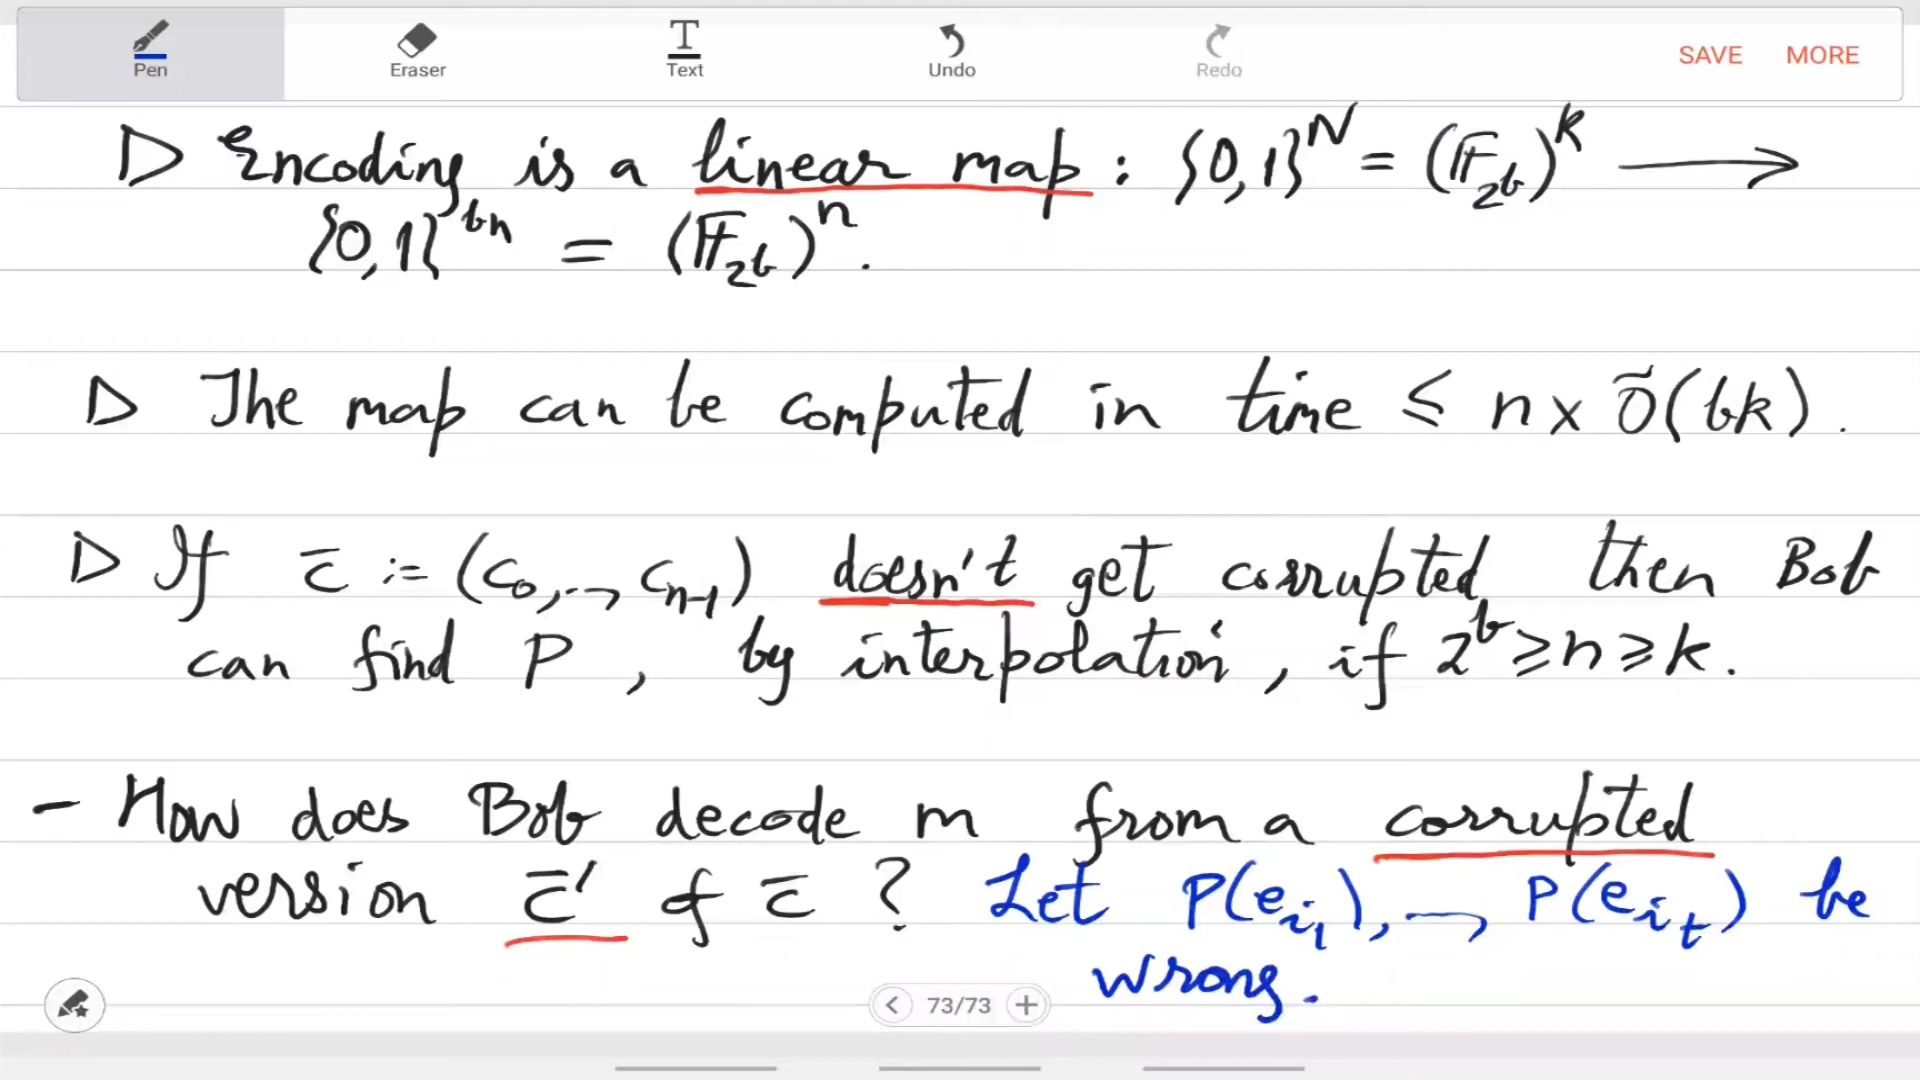 Pen Eraser Text Undo Redo SAVE MORE
▷ Encoding is a linear map : {0,1}^N = (𝔽_{2^b})^k ⟶
{0,1}^{bn} = (𝔽_{2^b})^n .
▷ The map can be computed in time ≤ n × Õ(bk) .
▷ If c̄ := (c₀, .., c_{n-1}) doesn't get corrupted, then Bob
can find P , by interpolation , if 2^b ≥ n ≥ k .
- How does Bob decode m from a corrupted
version c̄' of c̄ ? Let P(e_{i_1}), .., P(e_{i_t}) be
wrong.
73/73